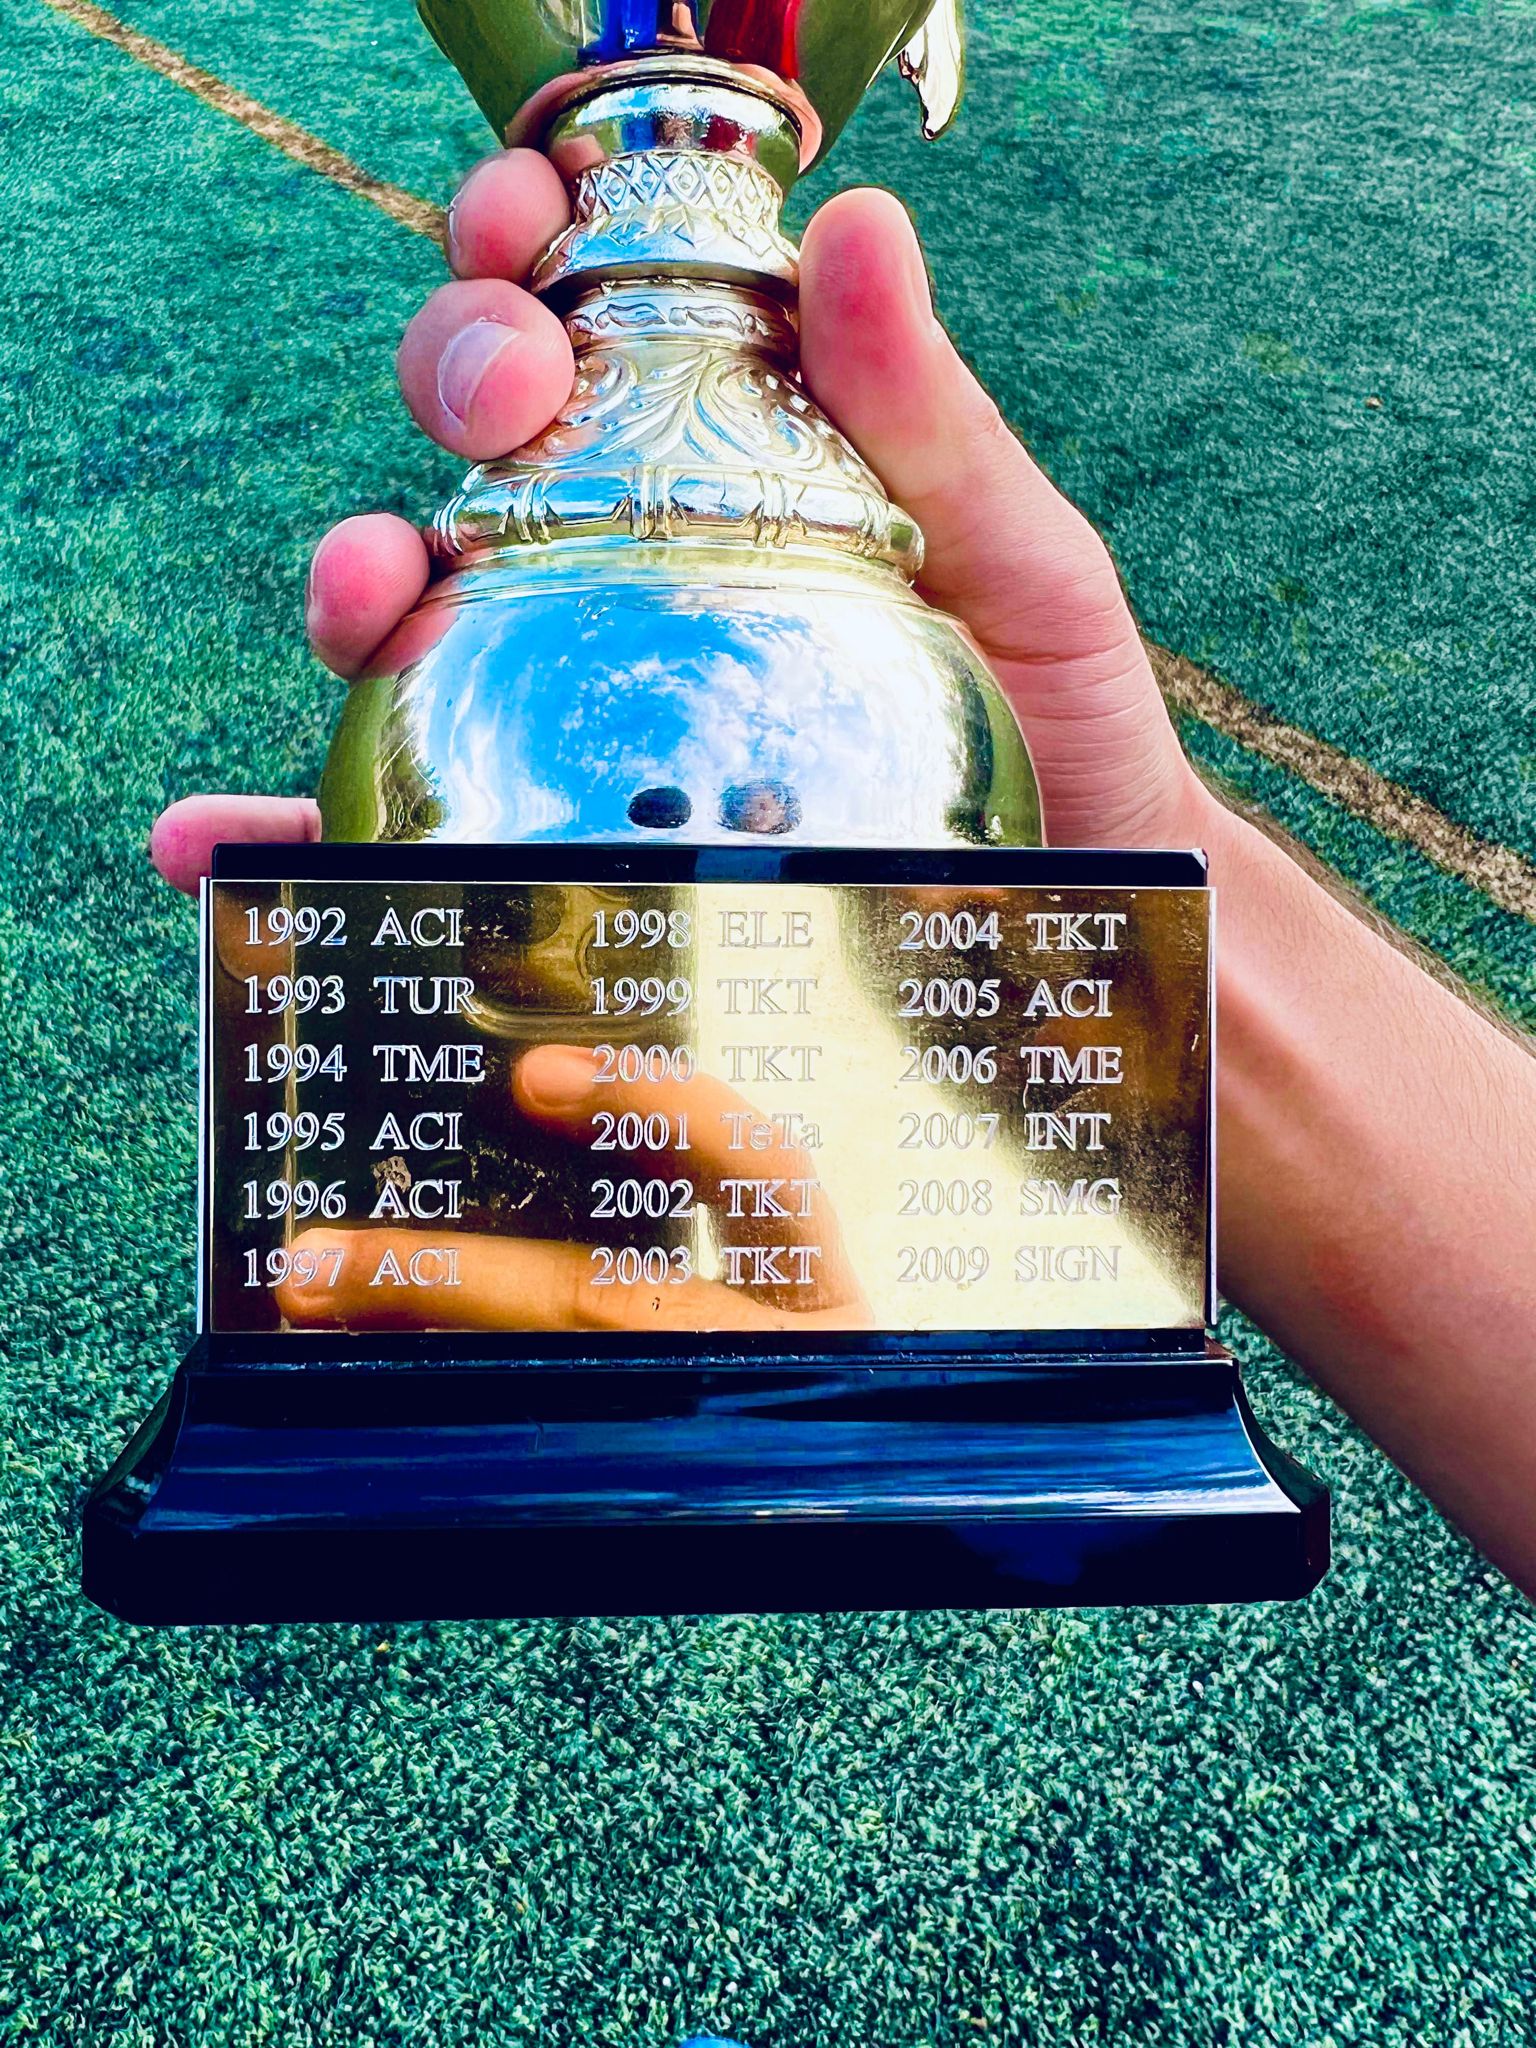 1992 ACI
1993 TUR
1994 TME
1995 ACI
1996 ACI
1997 ACI
1998 ELE
1999 TKT
2000 TKT
2001 TeTa
2002 TKT
2003 TKT
2004 TKT
2005 ACI
2006 TME
2007 INT
2008 SMG
2009 SIGN